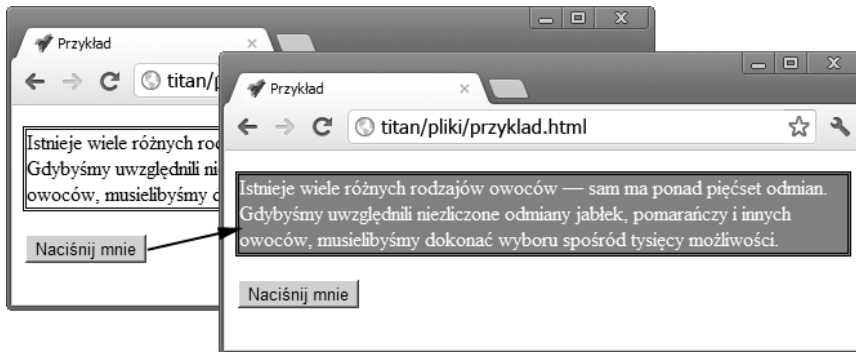 Przykład
titan/p
Istnieje wiele różnych rod
Gdybyśmy uwzględnili ni
owoców, musielibyśmy d
Naciśnij mnie
Przykład
titan/pliki/przyklad.html
Istnieje wiele różnych rodzajów owoców — sam ma ponad pięćset odmian.
Gdybyśmy uwzględnili niezliczone odmiany jabłek, pomarańczy i innych
owoców, musielibyśmy dokonać wyboru spośród tysięcy możliwości.
Naciśnij mnie